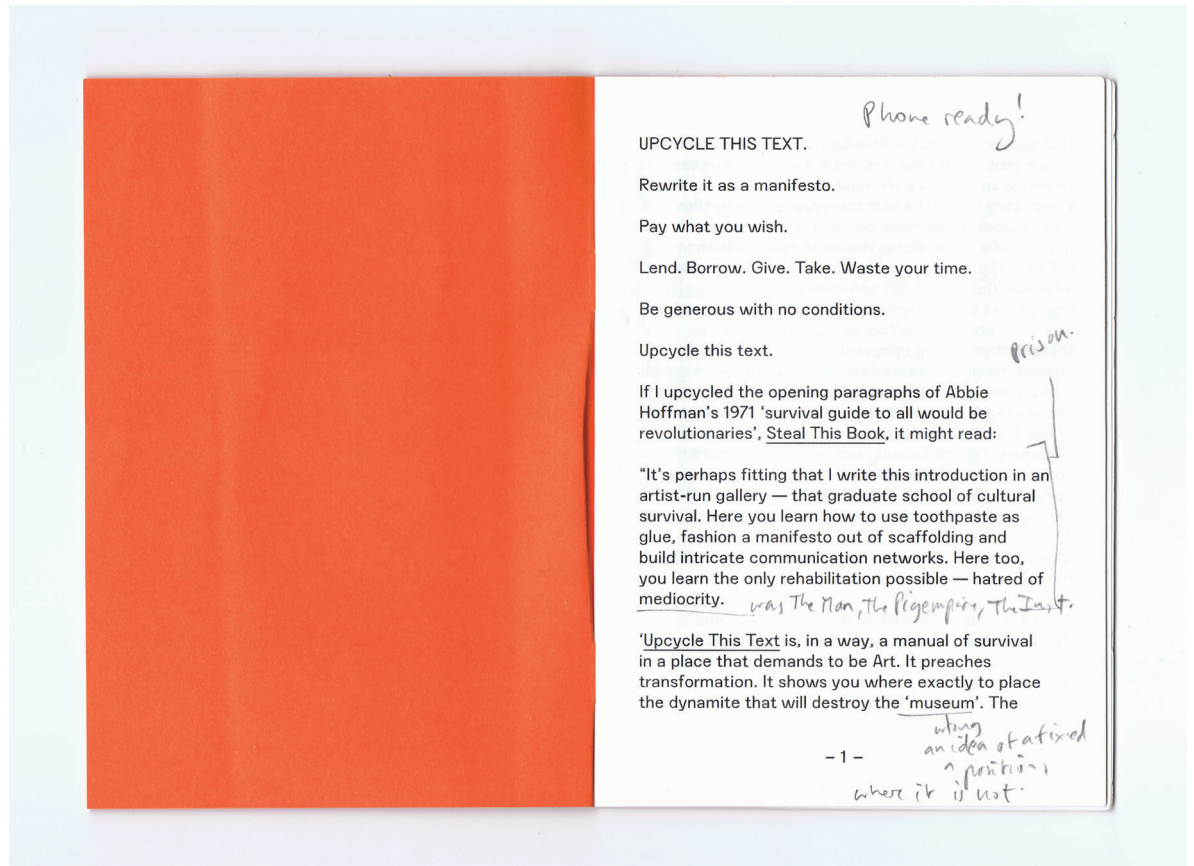 Phone ready!
UPCYCLE THIS TEXT.
Rewrite it as a manifesto.
Pay what you wish.
Lend. Borrow. Give. Take. Waste your time.
Be generous with no conditions.
prison.
Upcycle this text.
If I upcycled the opening paragraphs of Abbie
Hoffman's 1971 ‘survival guide to all would be
revolutionaries’, Steal This Book, it might read:
“It's perhaps fitting that I write this introduction in an
artist-run gallery — that graduate school of cultural
survival. Here you learn how to use toothpaste as
glue, fashion a manifesto out of scaffolding and
build intricate communication networks. Here too,
you learn the only rehabilitation possible — hatred of
mediocrity. was The Man, The Pigempire, The
‘Upcycle This Text is, in a way, a manual of survival
in a place that demands to be Art. It preaches
transformation. It shows you where exactly to place
the dynamite that will destroy the ‘museum’. The
an idea of a fixed
– 1 –
position,
where it is not.